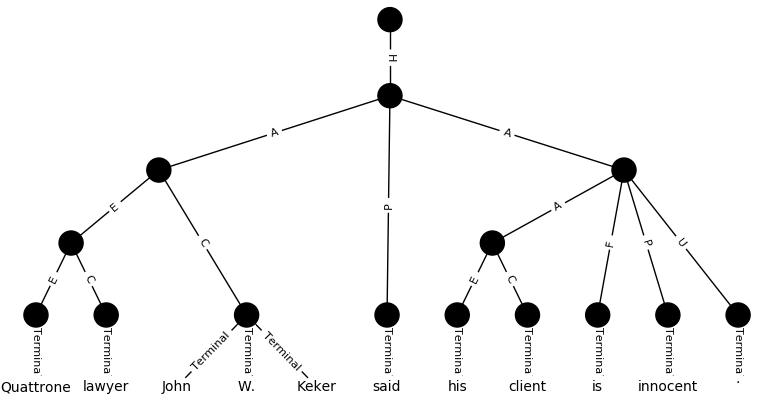 H
A A
E C P A F P U
E C E C
Terminal Terminal Terminal Terminal Terminal Terminal Terminal Terminal Terminal Terminal Terminal
Quattrone lawyer John W. Keker said his client is innocent .